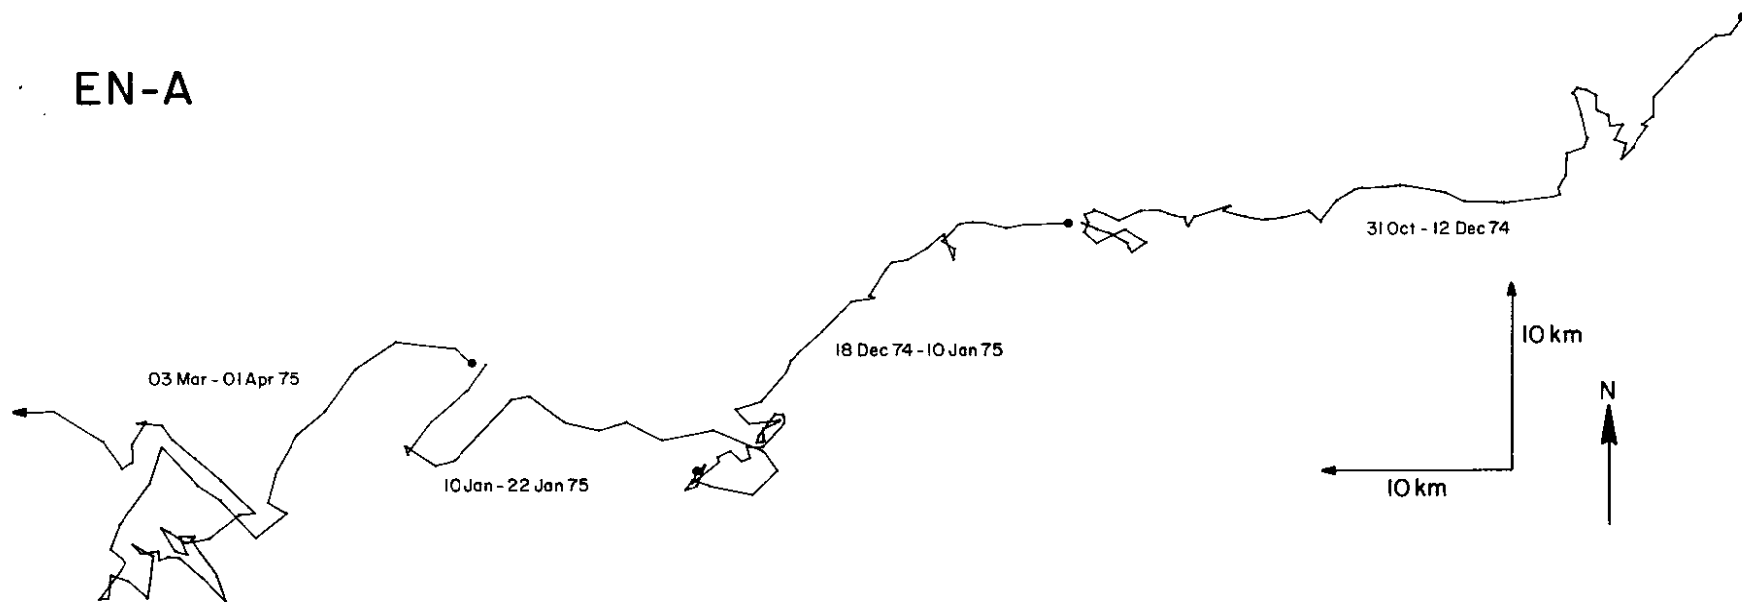 EN-A
31 Oct - 12 Dec 74
10 km
18 Dec 74 - 10 Jan 75
03 Mar - 01 Apr 75
N
10 Jan - 22 Jan 75
10 km